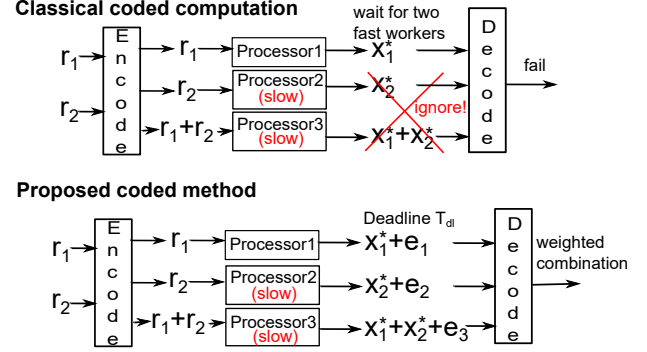 Classical coded computation
wait for two
fast workers
E n c o d e
D e c o d e
r₁ r₁ Processor1 x₁*
fail
r₂ r₂ Processor2 (slow) x₂*
ignore!
r₁+r₂ Processor3 (slow) x₁*+x₂*
Proposed coded method
Deadline T_dl
E n c o d e
D e c o d e
r₁ r₁ Processor1 x₁*+e₁
weighted
combination
r₂ r₂ Processor2 (slow) x₂*+e₂
r₁+r₂ Processor3 (slow) x₁*+x₂*+e₃